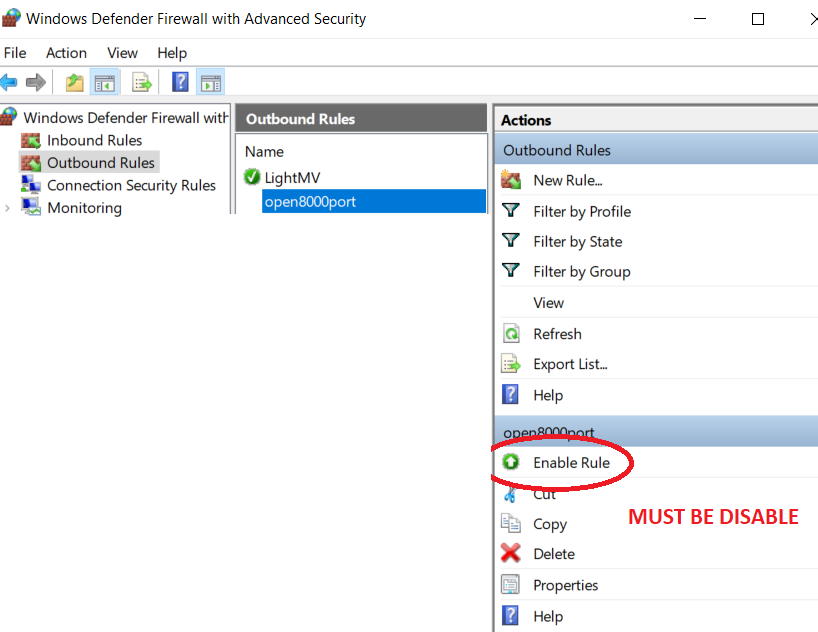 Windows Defender Firewall with Advanced Security
File Action View Help
Windows Defender Firewall with
Inbound Rules
Outbound Rules
Connection Security Rules
Monitoring
Outbound Rules
Name
LightMV
open8000port
Actions
Outbound Rules
New Rule...
Filter by Profile
Filter by State
Filter by Group
View
Refresh
Export List...
Help
open8000port
Enable Rule
Cut
MUST BE DISABLE
Copy
Delete
Properties
Help